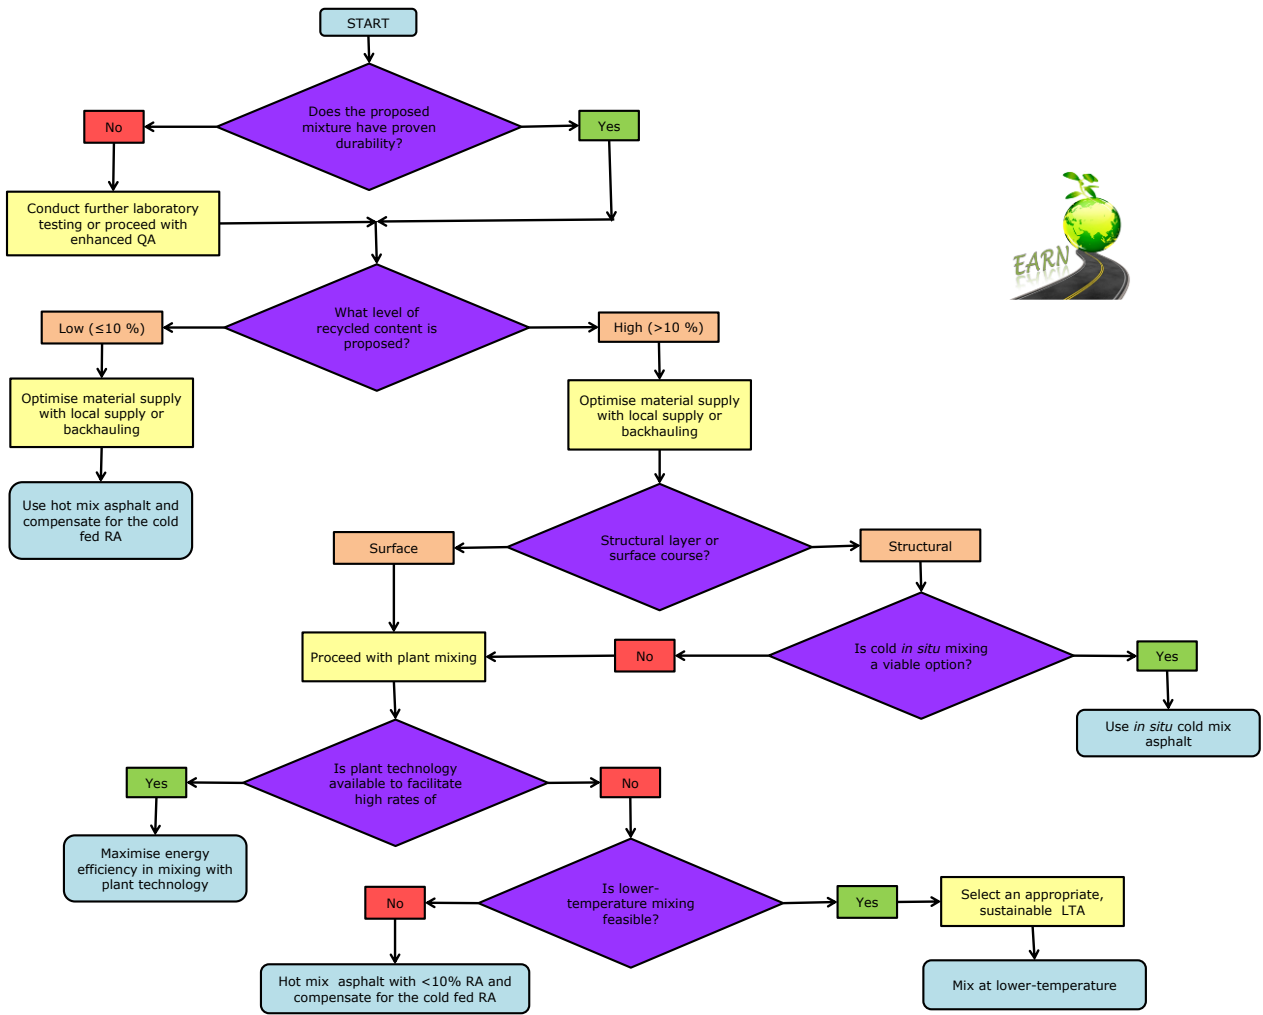 START
Does the proposed
mixture have proven
durability?
No
Yes
Conduct further laboratory
testing or proceed with
enhanced QA
EARN
What level of
recycled content is
proposed?
Low (≤10 %)
High (>10 %)
Optimise material supply
with local supply or
backhauling
Optimise material supply
with local supply or
backhauling
Use hot mix asphalt and
compensate for the cold
fed RA
Structural layer or
surface course?
Surface
Structural
Is cold in situ mixing
a viable option?
No
Yes
Proceed with plant mixing
Use in situ cold mix
asphalt
Is plant technology
available to facilitate
high rates of
Yes
No
Maximise energy
efficiency in mixing with
plant technology
Is lower-
temperature mixing
feasible?
No
Yes
Select an appropriate,
sustainable  LTA
Hot mix  asphalt with <10% RA and
compensate for the cold fed RA
Mix at lower-temperature